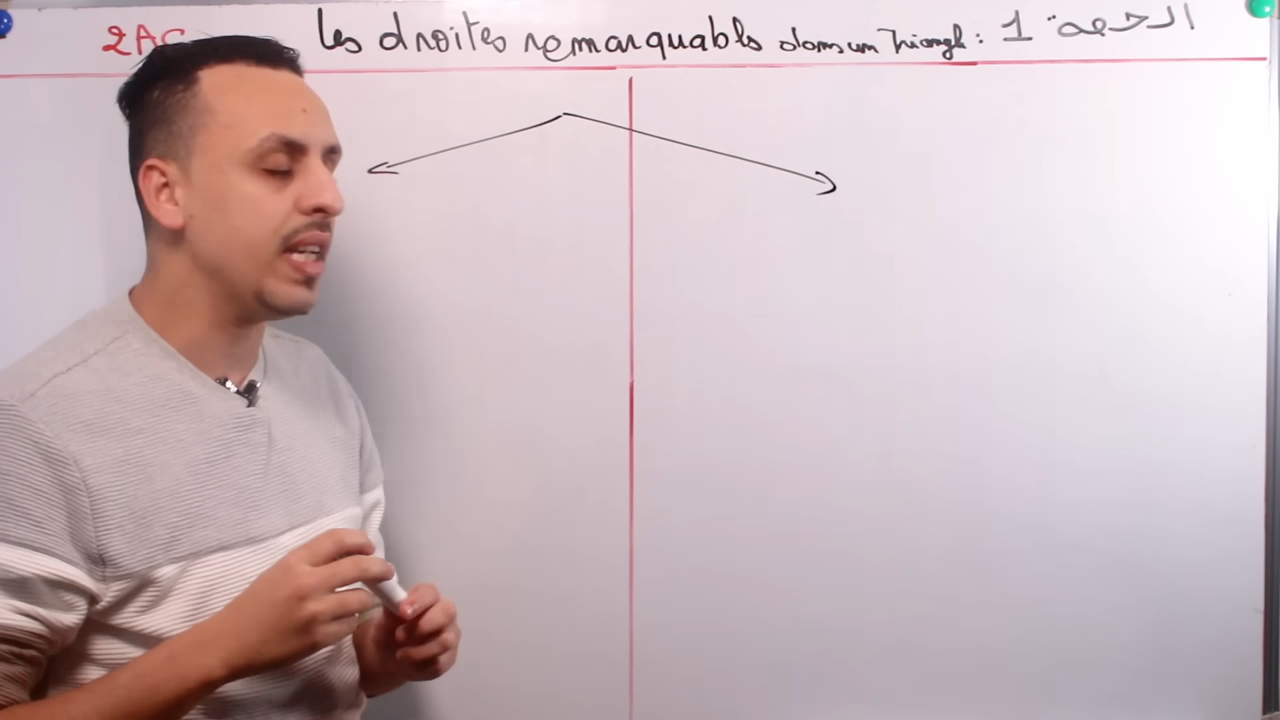 2AC les droites remarquables dans un Triangle : الحصة 1